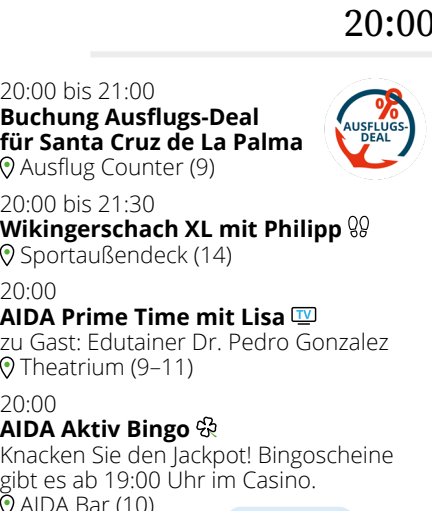 20:00
20:00 bis 21:00
Buchung Ausflugs-Deal
für Santa Cruz de La Palma
Ausflug Counter (9)
%
AUSFLUGS-
DEAL
20:00 bis 21:30
Wikingerschach XL mit Philipp
Sportaußendeck (14)
20:00
AIDA Prime Time mit Lisa TV
zu Gast: Edutainer Dr. Pedro Gonzalez
Theatrium (9–11)
20:00
AIDA Aktiv Bingo
Knacken Sie den Jackpot! Bingoscheine
gibt es ab 19:00 Uhr im Casino.
AIDA Bar (10)